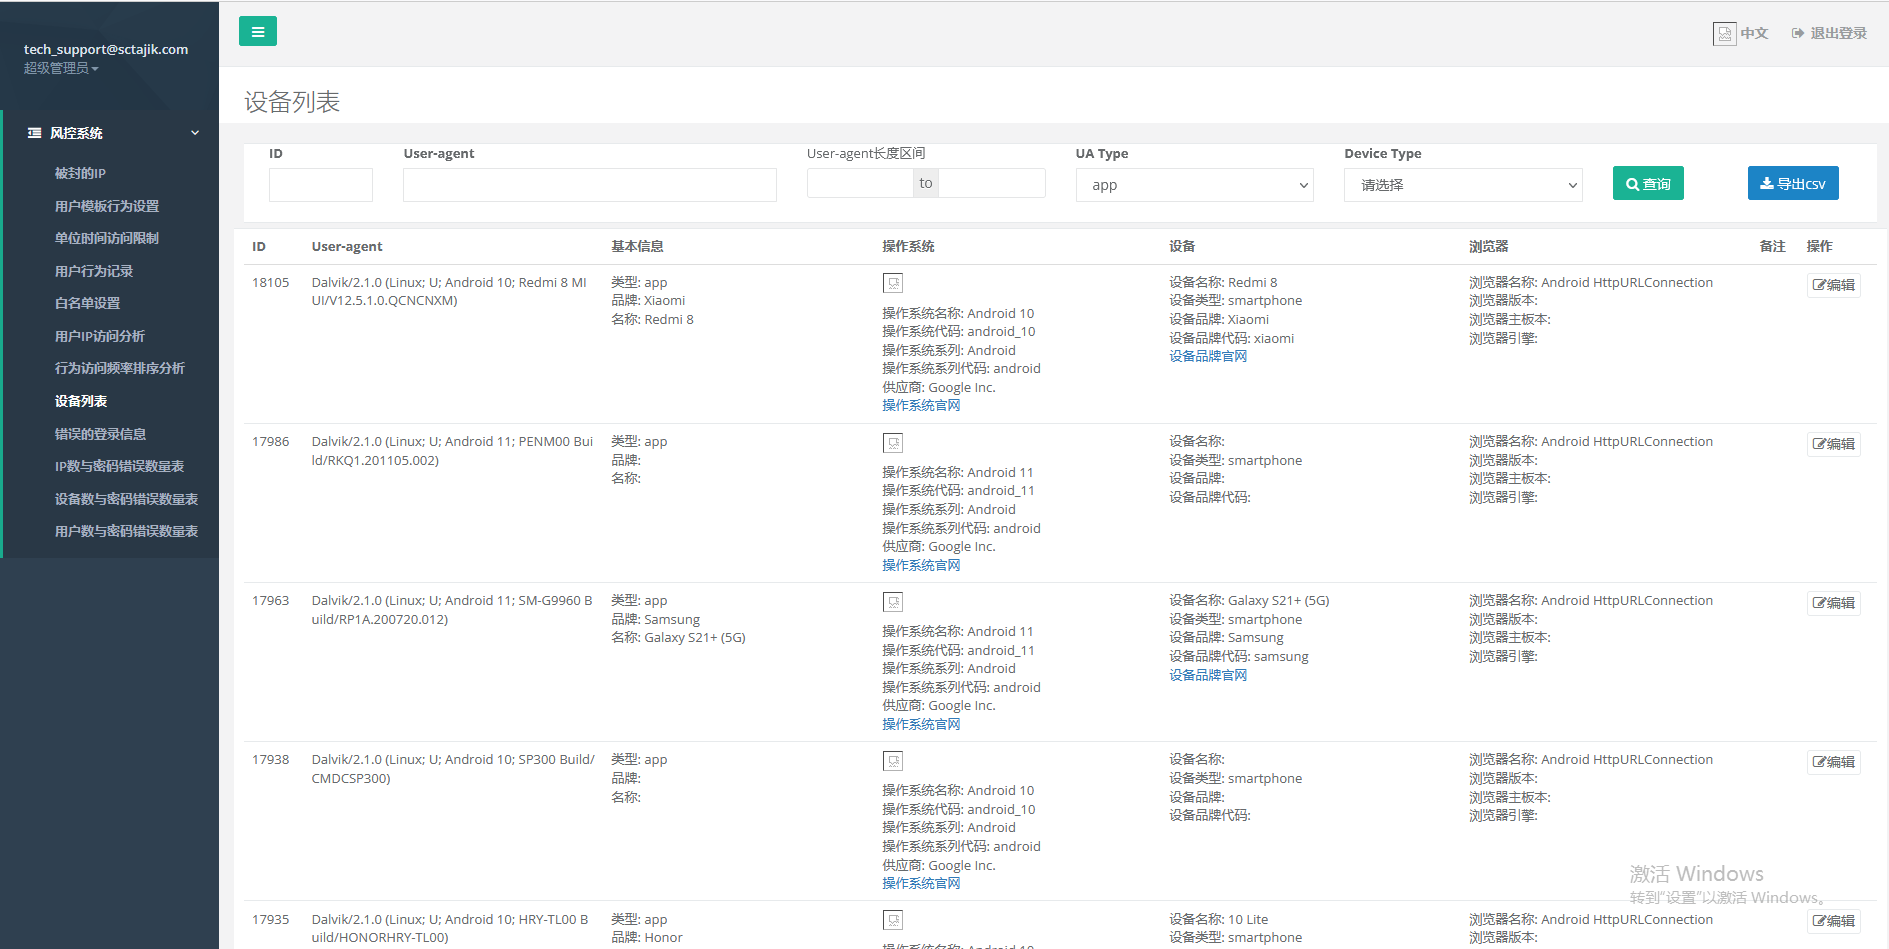 tech_support@sctajik.com
超级管理员
风控系统
被封的IP
用户模板行为设置
单位时间访问限制
用户行为记录
白名单设置
用户IP访问分析
行为访问频率排序分析
设备列表
错误的登录信息
IP数与密码错误数量表
设备数与密码错误数量表
用户数与密码错误数量表
中文 退出登录
设备列表
ID User-agent User-agent长度区间 UA Type Device Type
to app 请选择 查询 导出csv
ID User-agent 基本信息 操作系统 设备 浏览器 备注 操作
18105
Dalvik/2.1.0 (Linux; U; Android 10; Redmi 8 MI
UI/V12.5.1.0.QCNCNXM)
类型: app
品牌: Xiaomi
名称: Redmi 8
操作系统名称: Android 10
操作系统代码: android_10
操作系统系列: Android
操作系统系列代码: android
供应商: Google Inc.
操作系统官网
设备名称: Redmi 8
设备类型: smartphone
设备品牌: Xiaomi
设备品牌代码: xiaomi
设备品牌官网
浏览器名称: Android HttpURLConnection
浏览器版本:
浏览器主板本:
浏览器引擎:
编辑
17986
Dalvik/2.1.0 (Linux; U; Android 11; PENM00 Bui
ld/RKQ1.201105.002)
类型: app
品牌:
名称:
操作系统名称: Android 11
操作系统代码: android_11
操作系统系列: Android
操作系统系列代码: android
供应商: Google Inc.
操作系统官网
设备名称:
设备类型: smartphone
设备品牌:
设备品牌代码:
浏览器名称: Android HttpURLConnection
浏览器版本:
浏览器主板本:
浏览器引擎:
编辑
17963
Dalvik/2.1.0 (Linux; U; Android 11; SM-G9960 B
uild/RP1A.200720.012)
类型: app
品牌: Samsung
名称: Galaxy S21+ (5G)
操作系统名称: Android 11
操作系统代码: android_11
操作系统系列: Android
操作系统系列代码: android
供应商: Google Inc.
操作系统官网
设备名称: Galaxy S21+ (5G)
设备类型: smartphone
设备品牌: Samsung
设备品牌代码: samsung
设备品牌官网
浏览器名称: Android HttpURLConnection
浏览器版本:
浏览器主板本:
浏览器引擎:
编辑
17938
Dalvik/2.1.0 (Linux; U; Android 10; SP300 Build/
CMDCSP300)
类型: app
品牌:
名称:
操作系统名称: Android 10
操作系统代码: android_10
操作系统系列: Android
操作系统系列代码: android
供应商: Google Inc.
操作系统官网
设备名称:
设备类型: smartphone
设备品牌:
设备品牌代码:
浏览器名称: Android HttpURLConnection
浏览器版本:
浏览器主板本:
浏览器引擎:
编辑
17935
Dalvik/2.1.0 (Linux; U; Android 10; HRY-TL00 B
uild/HONORHRY-TL00)
类型: app
品牌: Honor
设备名称: 10 Lite
设备类型: smartphone
浏览器名称: Android HttpURLConnection
浏览器版本:
编辑
激活 Windows
转到“设置”以激活 Windows。